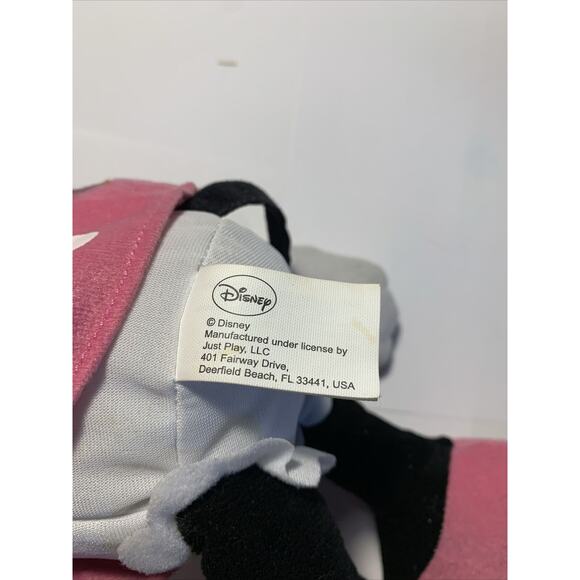 Disney
© Disney
Manufactured under license by
Just Play, LLC
401 Fairway Drive,
Deerfield Beach, FL 33441, USA